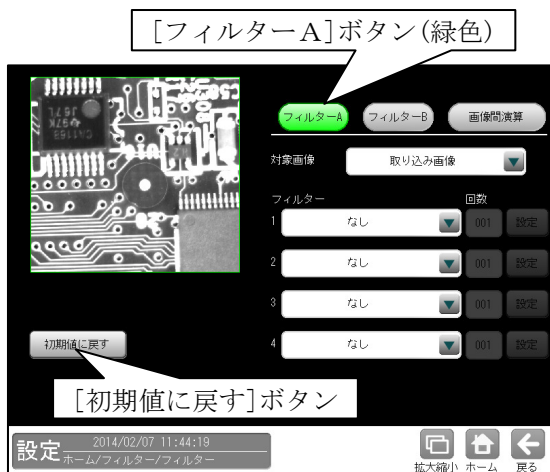 [フィルターA]ボタン(緑色)
フィルターA フィルターB 画像間演算
対象画像 取り込み画像
フィルター 回数
1 なし 001 設定
2 なし 001 設定
3 なし 001 設定
初期値に戻す 4 なし 001 設定
[初期値に戻す]ボタン
設定 2014/02/07 11:44:19
ホーム/フィルター/フィルター
拡大縮小 ホーム 戻る